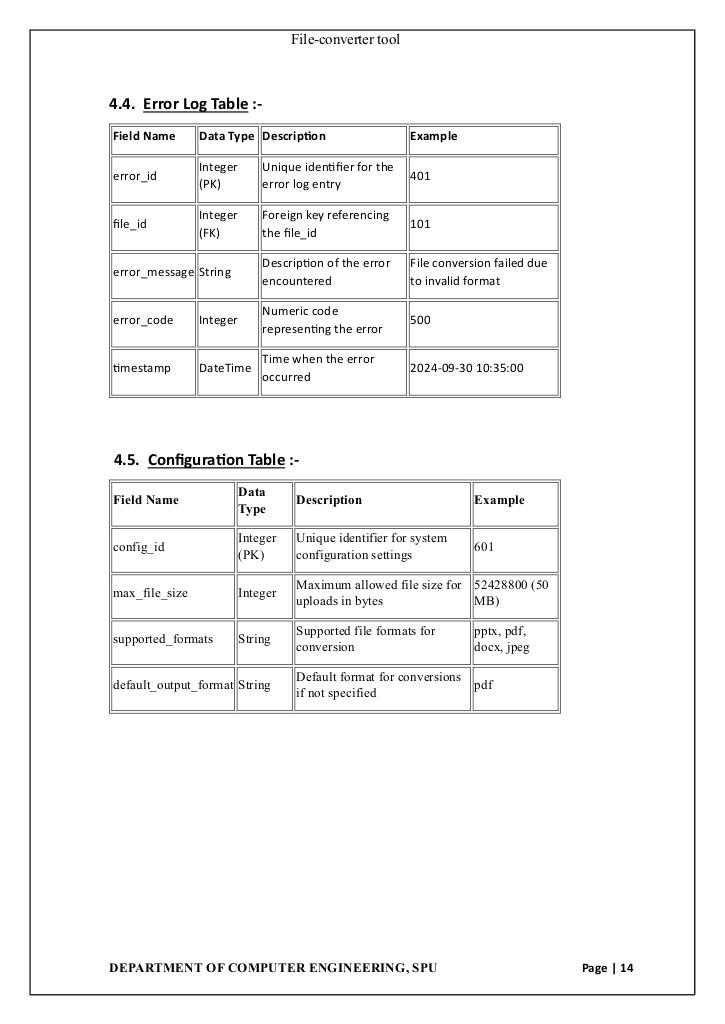 File-converter tool
4.4. Error Log Table :-
Field Name Data Type Description Example
error_id Integer (PK) Unique identifier for the error log entry 401
file_id Integer (FK) Foreign key referencing the file_id 101
error_message String Description of the error encountered File conversion failed due to invalid format
error_code Integer Numeric code representing the error 500
timestamp DateTime Time when the error occurred 2024-09-30 10:35:00
4.5. Configuration Table :-
Field Name Data Type Description Example
config_id Integer (PK) Unique identifier for system configuration settings 601
max_file_size Integer Maximum allowed file size for uploads in bytes 52428800 (50 MB)
supported_formats String Supported file formats for conversion pptx, pdf, docx, jpeg
default_output_format String Default format for conversions if not specified pdf
DEPARTMENT OF COMPUTER ENGINEERING, SPU Page | 14